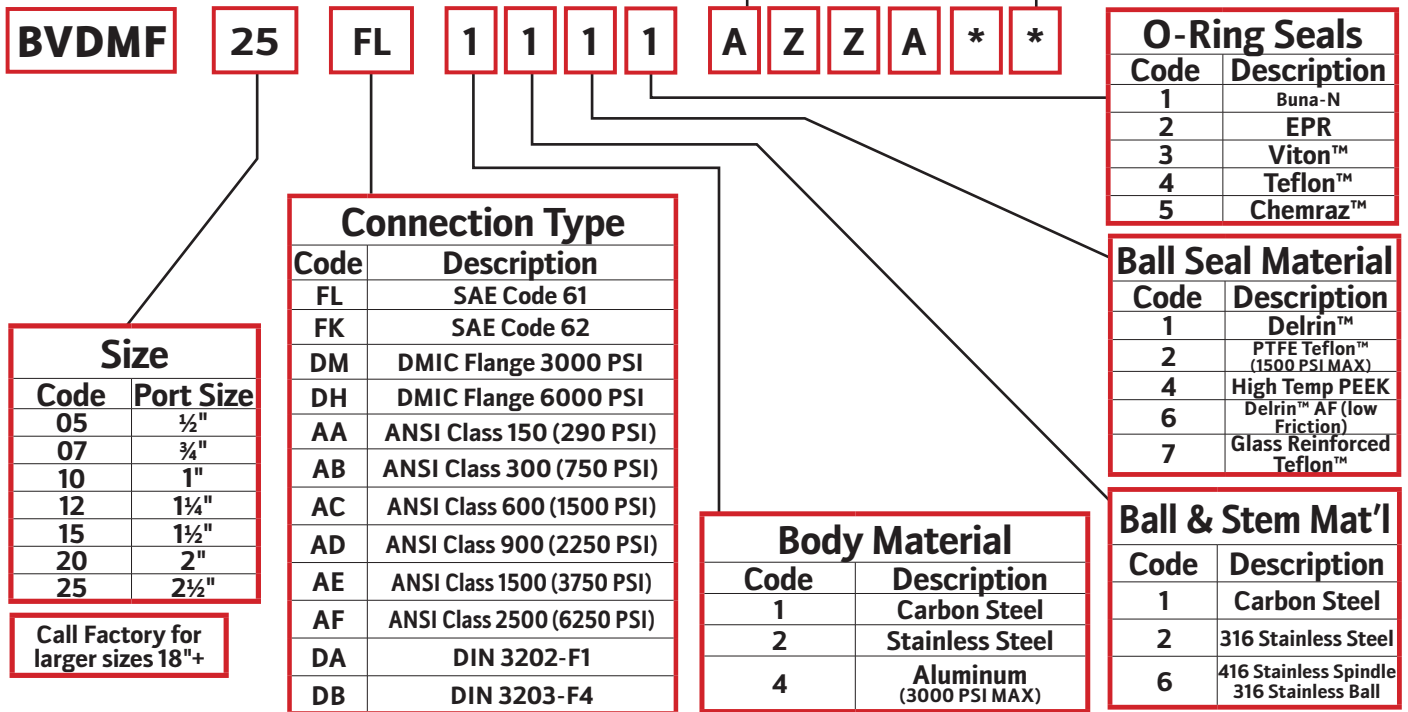 BVDMF 25 FL 1 1 1 1 A Z Z A * *
O-Ring Seals
Code Description
1 Buna-N
2 EPR
3 Viton™
4 Teflon™
5 Chemraz™
Connection Type
Code Description
FL SAE Code 61
FK SAE Code 62
DM DMIC Flange 3000 PSI
DH DMIC Flange 6000 PSI
AA ANSI Class 150 (290 PSI)
AB ANSI Class 300 (750 PSI)
AC ANSI Class 600 (1500 PSI)
AD ANSI Class 900 (2250 PSI)
AE ANSI Class 1500 (3750 PSI)
AF ANSI Class 2500 (6250 PSI)
DA DIN 3202-F1
DB DIN 3203-F4
Ball Seal Material
Code Description
1 Delrin™
2 PTFE Teflon™
(1500 PSI MAX)
4 High Temp PEEK
6 Delrin™ AF (low
Friction)
7 Glass Reinforced
Teflon™
Size
Code Port Size
05 ½"
07 ¾"
10 1"
12 1¼"
15 1½"
20 2"
25 2½"
Call Factory for
larger sizes 18"+
Body Material
Code Description
1 Carbon Steel
2 Stainless Steel
4 Aluminum
(3000 PSI MAX)
Ball & Stem Mat’l
Code Description
1 Carbon Steel
2 316 Stainless Steel
6 416 Stainless Spindle
316 Stainless Ball